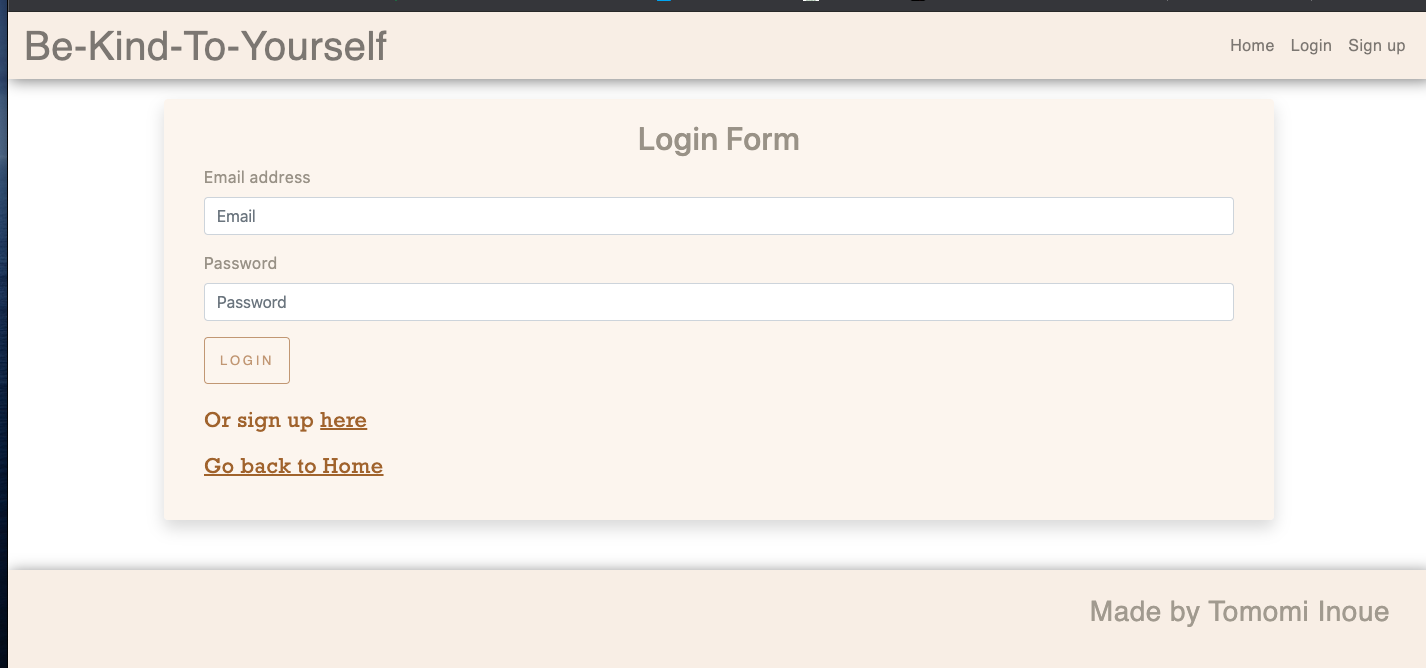 Be-Kind-To-Yourself
Home Login Sign up
Login Form
Email address
Email
Password
Password
LOGIN
Or sign up here
Go back to Home
Made by Tomomi Inoue